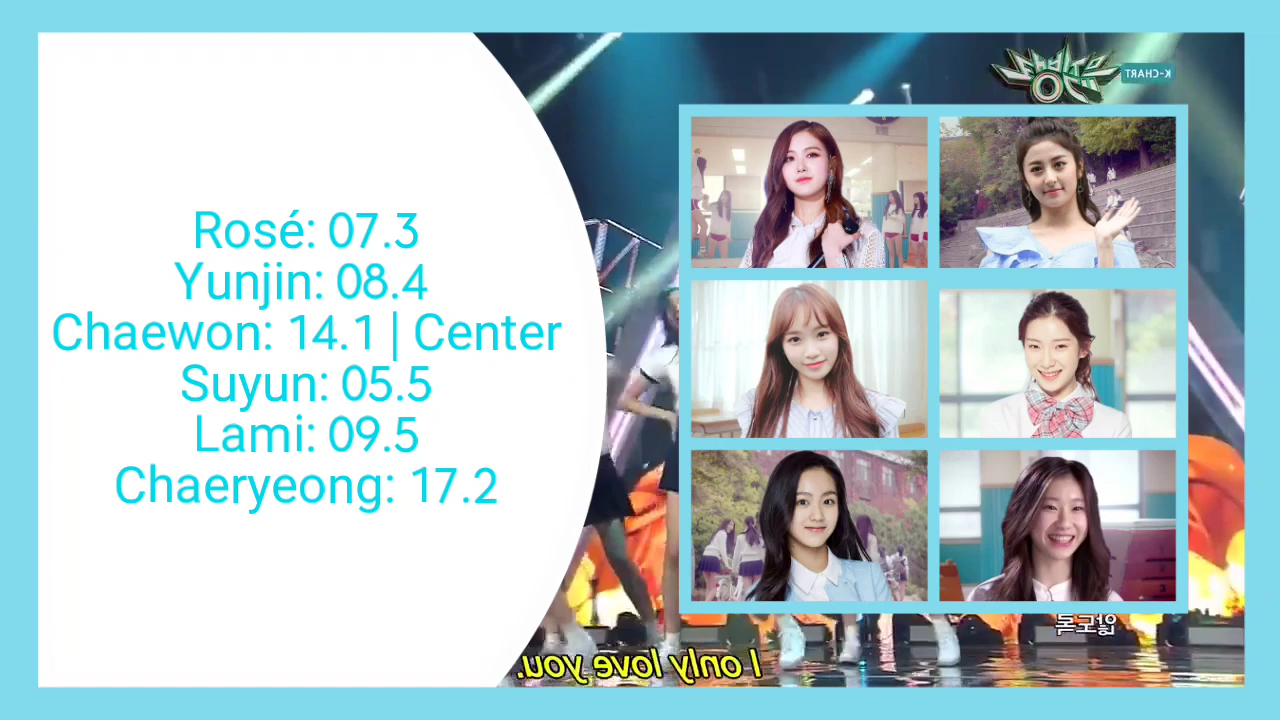 Rosé: 07.3
Yunjin: 08.4
Chaewon: 14.1 | Center
Suyun: 05.5
Lami: 09.5
Chaeryeong: 17.2
K-CHART
I only love you.